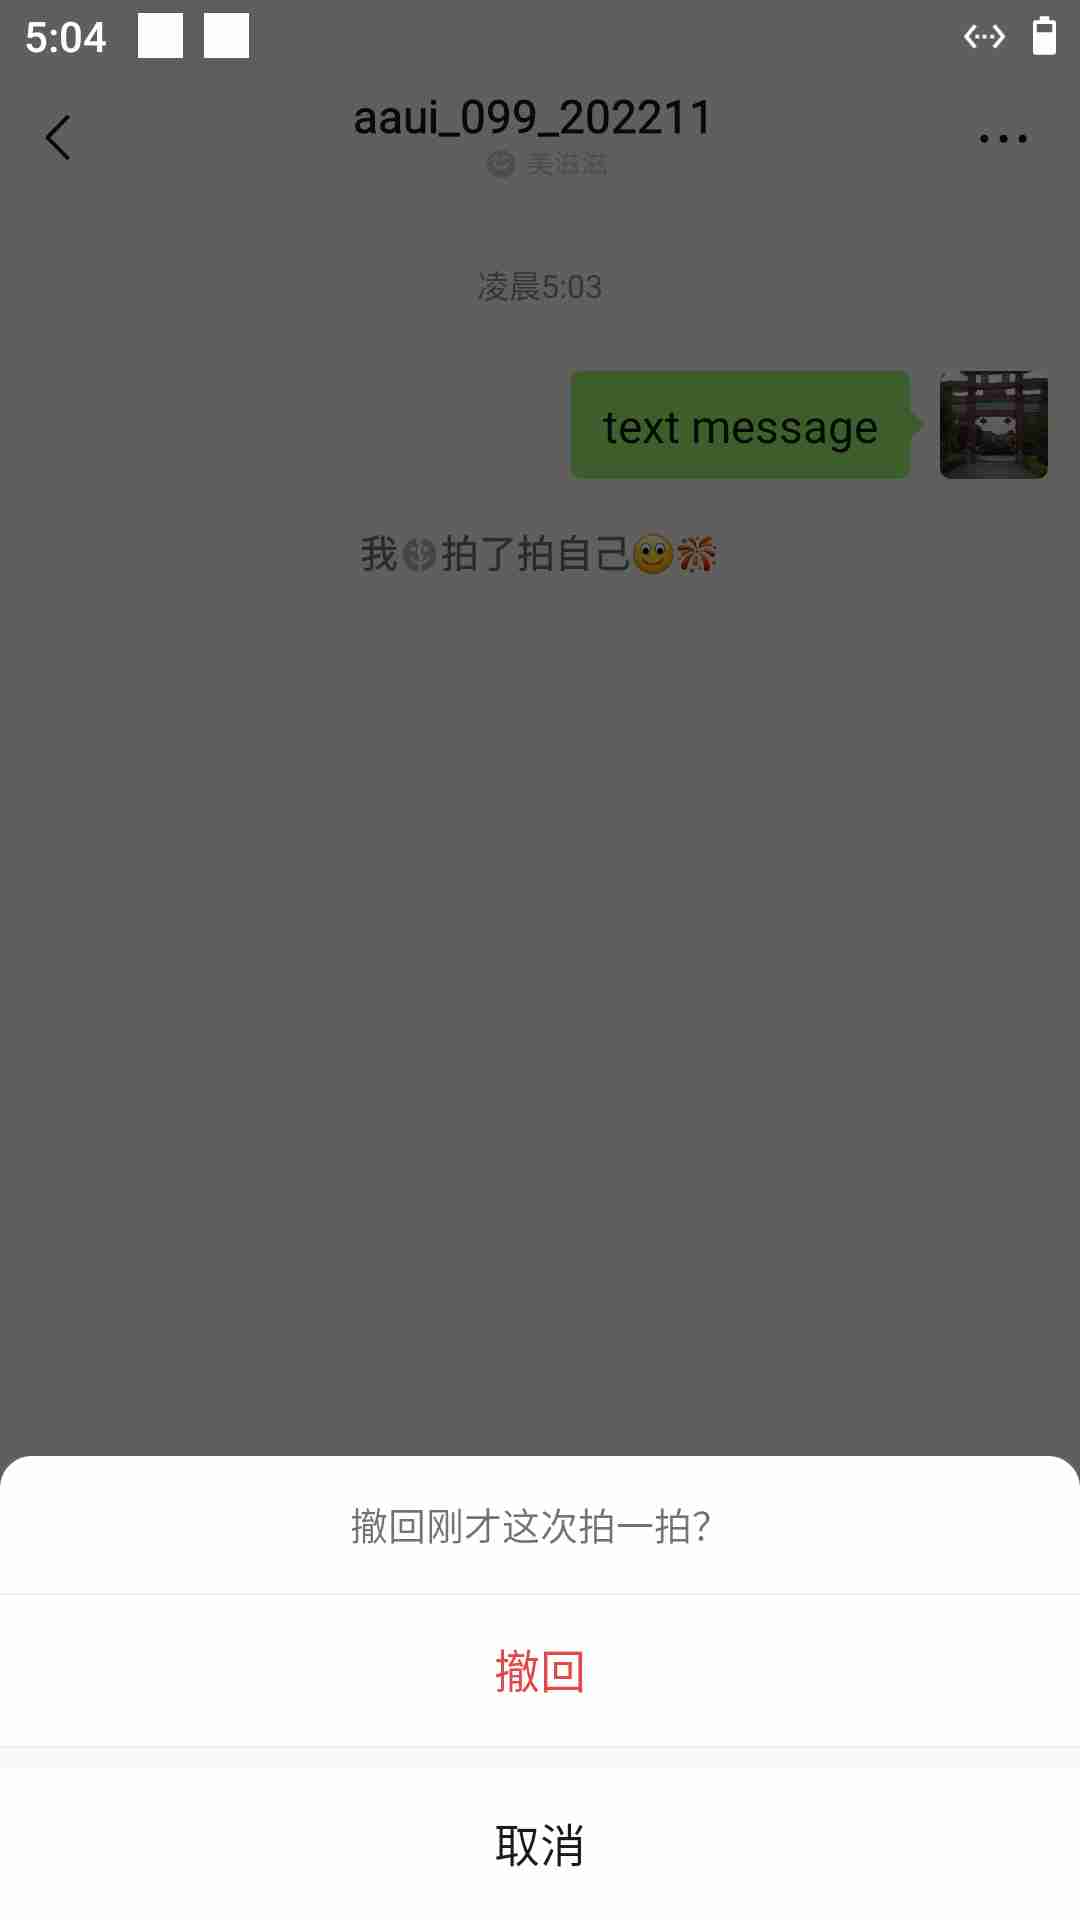 5:04
aaui_099_202211
美滋滋
凌晨5:03
text message
我拍了拍自己
撤回刚才这次拍一拍？
撤回
取消